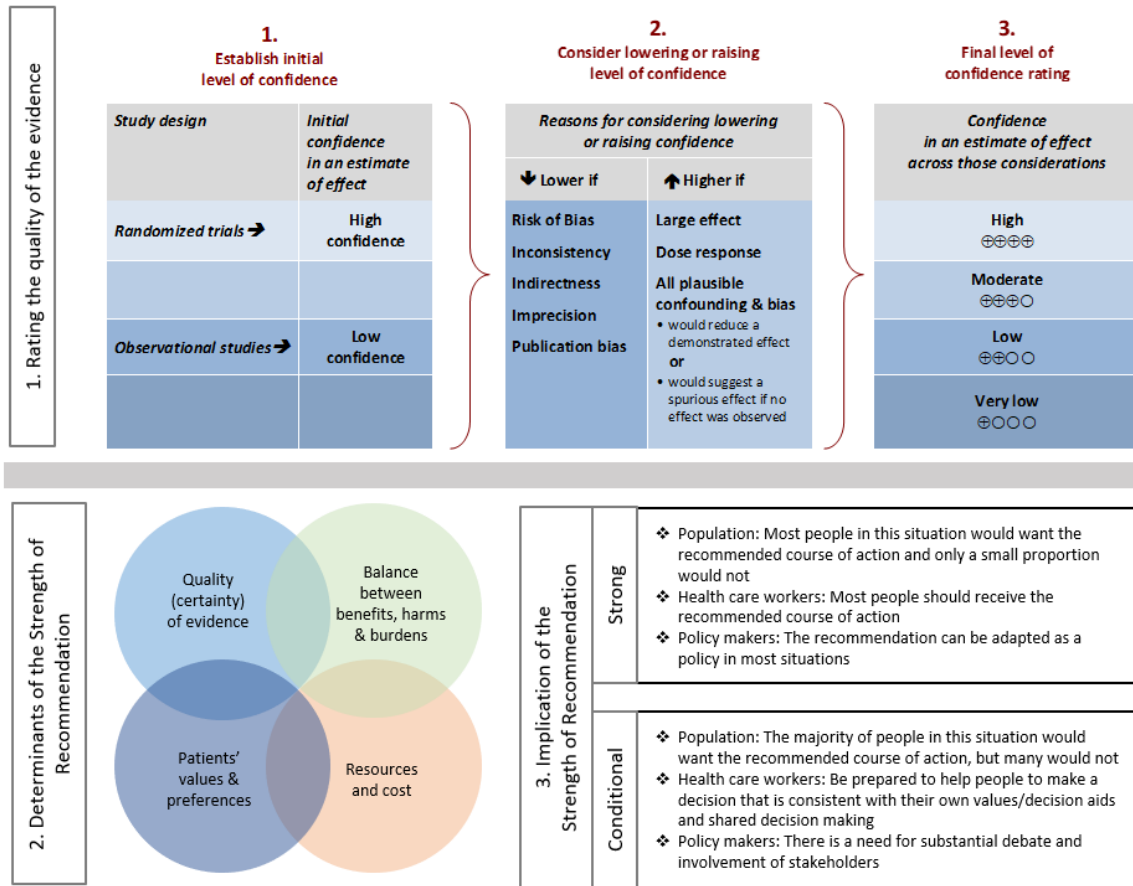 1. Rating the quality of the evidence
1.
Establish initial
level of confidence
2.
Consider lowering or raising
level of confidence
3.
Final level of
confidence rating
Study design
Initial
confidence
in an estimate
of effect
Randomized trials ➔
High
confidence
Observational studies ➔
Low
confidence
Reasons for considering lowering
or raising confidence
🡇 Lower if
🡅 Higher if
Risk of Bias
Inconsistency
Indirectness
Imprecision
Publication bias
Large effect
Dose response
All plausible
confounding & bias
• would reduce a
demonstrated effect
or
• would suggest a
spurious effect if no
effect was observed
Confidence
in an estimate of effect
across those considerations
High
⊕⊕⊕⊕
Moderate
⊕⊕⊕○
Low
⊕⊕○○
Very low
⊕○○○
2. Determinants of the Strength of
Recommendation
Quality
(certainty)
of evidence
Balance
between
benefits, harms
& burdens
Patients'
values &
preferences
Resources
and cost
3. Implication of the
Strength of Recommendation
Strong
❖ Population: Most people in this situation would want the
recommended course of action and only a small proportion
would not
❖ Health care workers: Most people should receive the
recommended course of action
❖ Policy makers: The recommendation can be adapted as a
policy in most situations
Conditional
❖ Population: The majority of people in this situation would
want the recommended course of action, but many would not
❖ Health care workers: Be prepared to help people to make a
decision that is consistent with their own values/decision aids
and shared decision making
❖ Policy makers: There is a need for substantial debate and
involvement of stakeholders